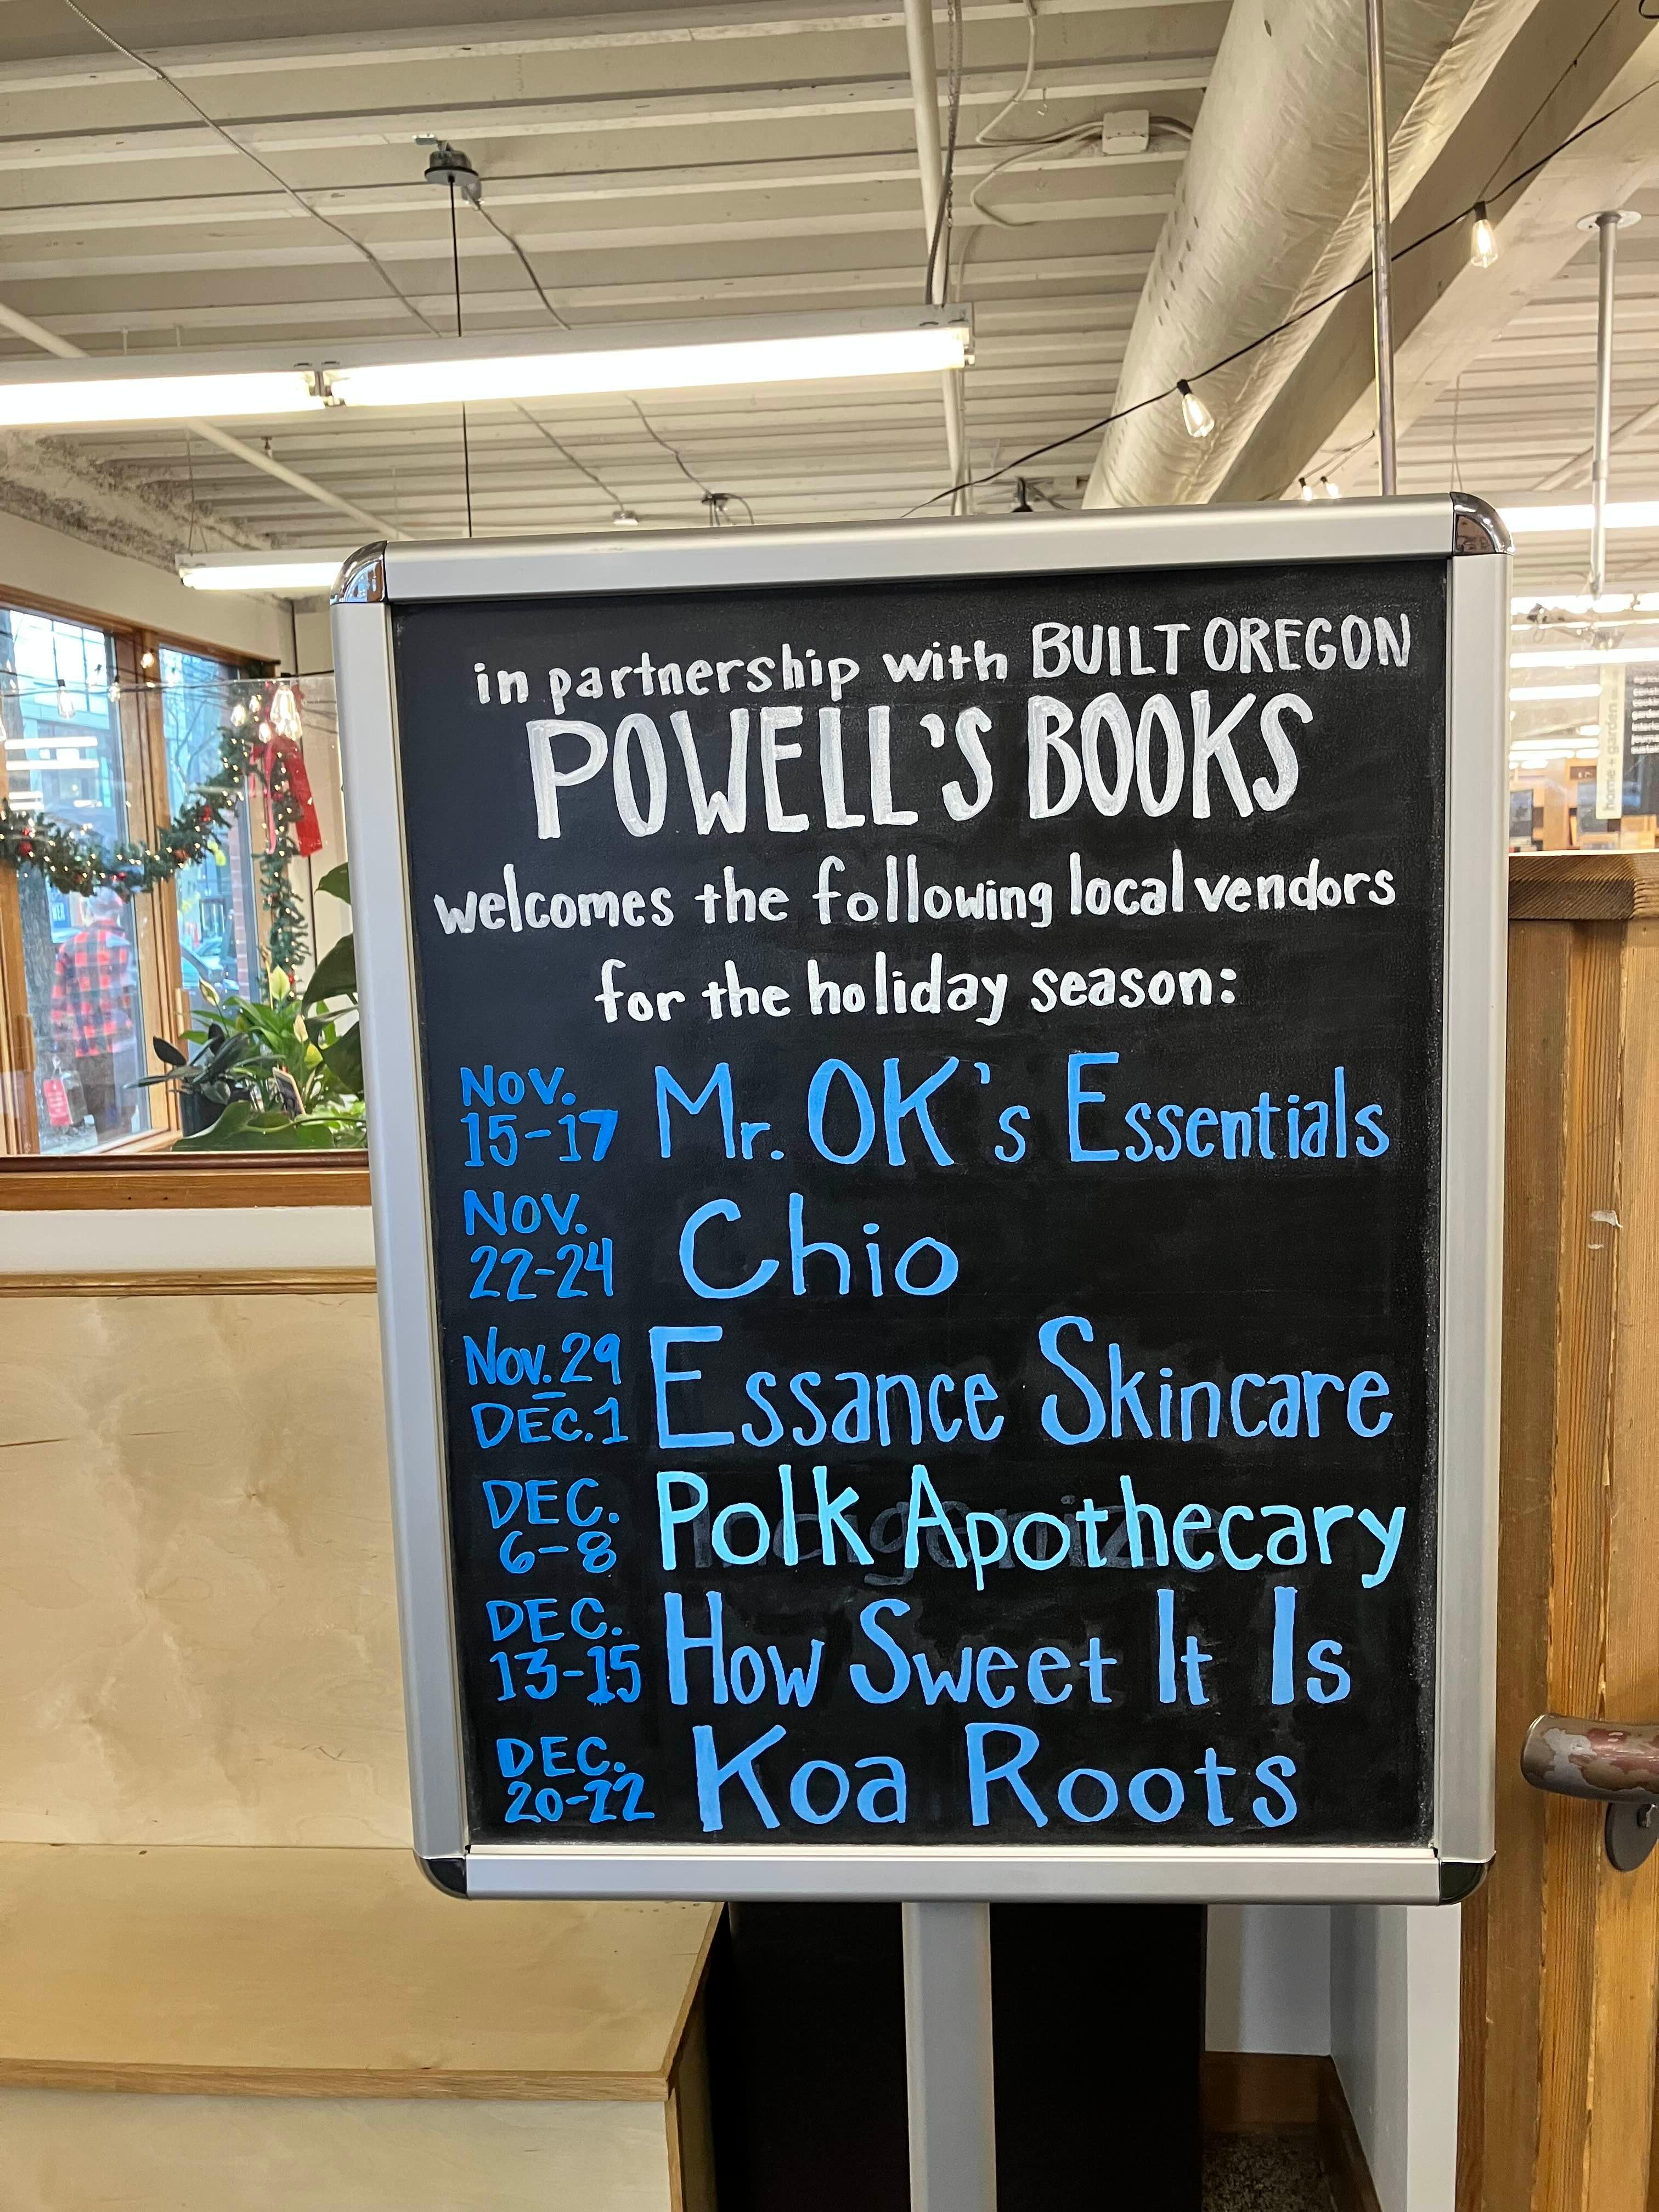 in partnership with BUILT OREGON
POWELL'S BOOKS
welcomes the following local vendors
for the holiday season:
NOV.
15-17 Mr. OK's Essentials
NOV.
22-24 Chio
Nov. 29
- 
DEC. 1 Essance Skincare
DEC.
6-8 Polk Apothecary
DEC.
13-15 How Sweet It Is
DEC.
20-22 Koa Roots
home + garden